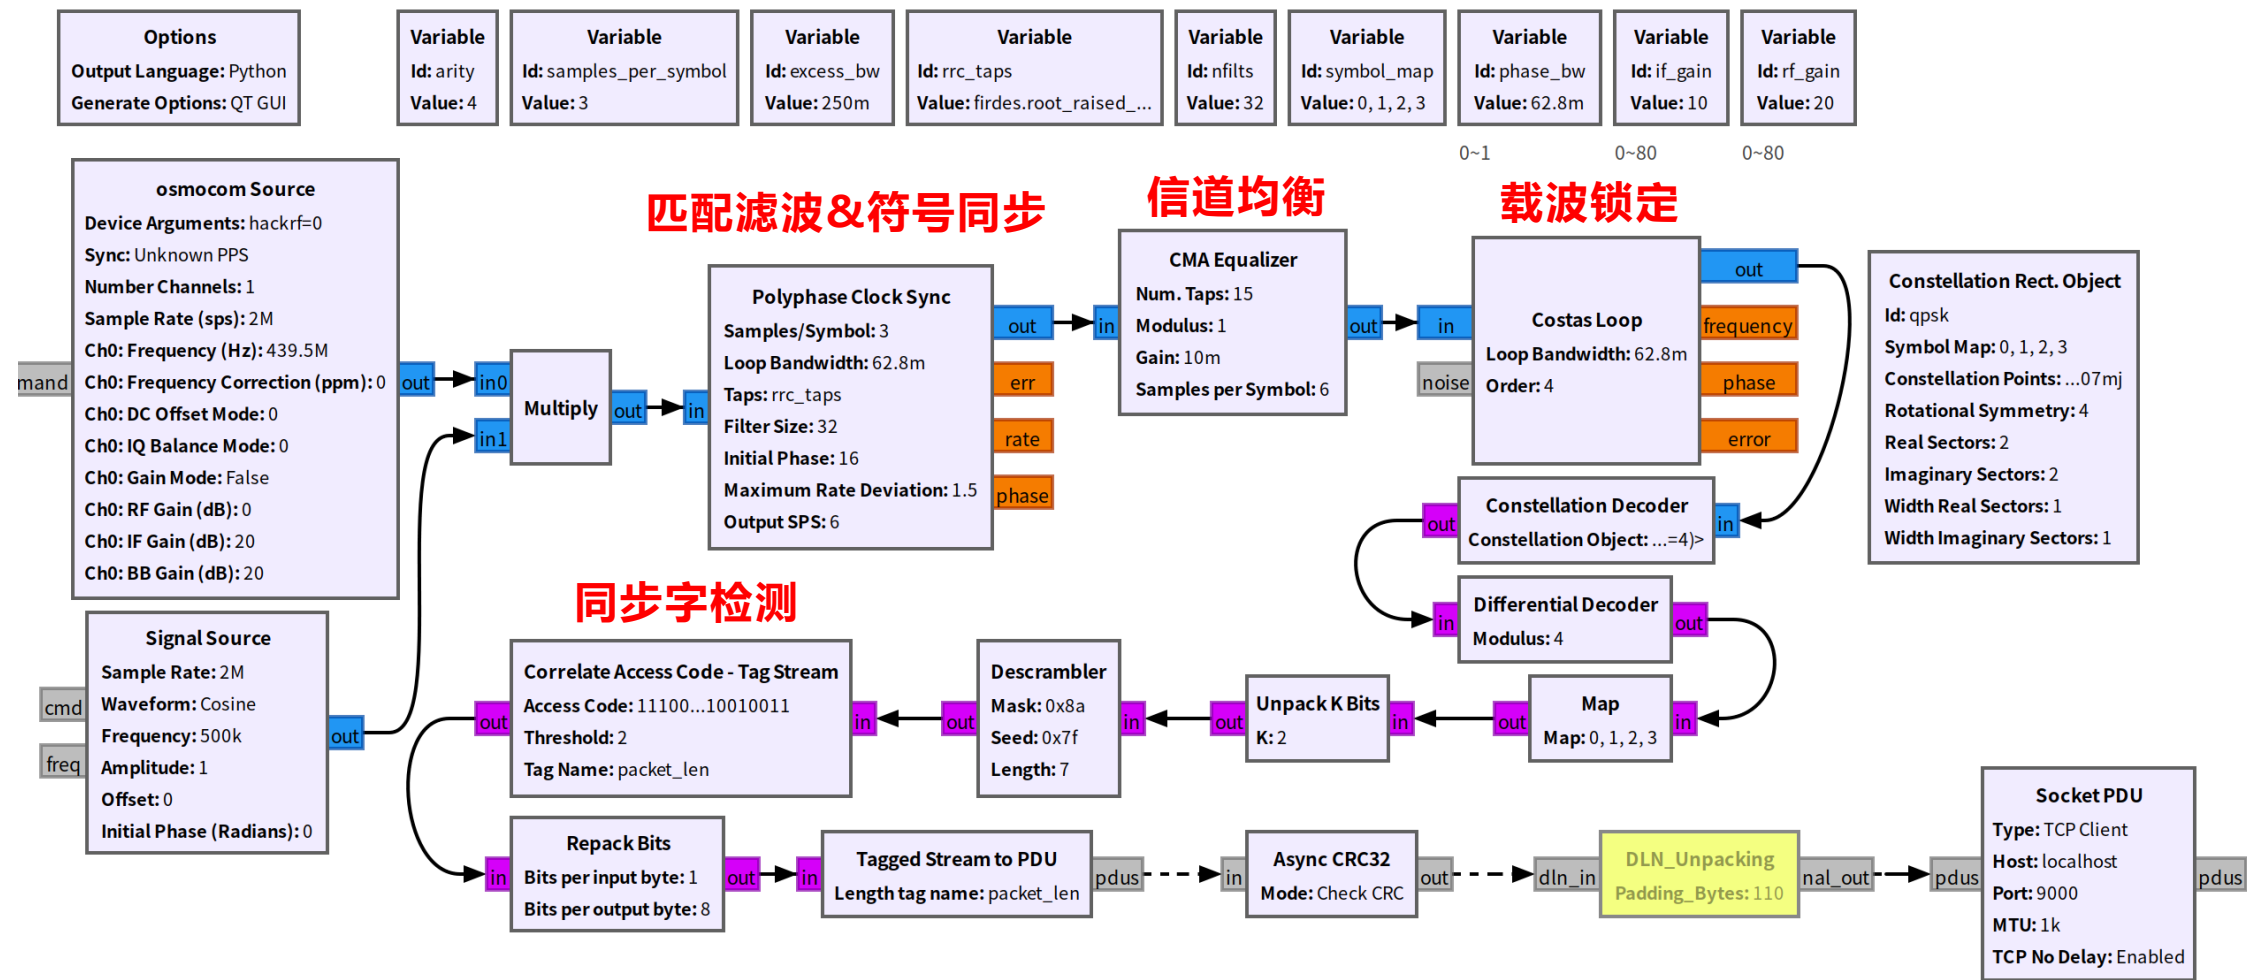 Options
Output Language: Python
Generate Options: QT GUI
Variable
Id: arity
Value: 4
Variable
Id: samples_per_symbol
Value: 3
Variable
Id: excess_bw
Value: 250m
Variable
Id: rrc_taps
Value: firdes.root_raised_...
Variable
Id: nfilts
Value: 32
Variable
Id: symbol_map
Value: 0, 1, 2, 3
Variable
Id: phase_bw
Value: 62.8m
Variable
Id: if_gain
Value: 10
Variable
Id: rf_gain
Value: 20
0~1
0~80
0~80
osmocom Source
Device Arguments: hackrf=0
Sync: Unknown PPS
Number Channels: 1
Sample Rate (sps): 2M
Ch0: Frequency (Hz): 439.5M
Ch0: Frequency Correction (ppm): 0
Ch0: DC Offset Mode: 0
Ch0: IQ Balance Mode: 0
Ch0: Gain Mode: False
Ch0: RF Gain (dB): 0
Ch0: IF Gain (dB): 20
Ch0: BB Gain (dB): 20
mand
out
Signal Source
Sample Rate: 2M
Waveform: Cosine
Frequency: 500k
Amplitude: 1
Offset: 0
Initial Phase (Radians): 0
cmd
freq
out
in0
in1
Multiply
out
匹配滤波&符号同步
in
Polyphase Clock Sync
Samples/Symbol: 3
Loop Bandwidth: 62.8m
Taps: rrc_taps
Filter Size: 32
Initial Phase: 16
Maximum Rate Deviation: 1.5
Output SPS: 6
out
err
rate
phase
信道均衡
in
CMA Equalizer
Num. Taps: 15
Modulus: 1
Gain: 10m
Samples per Symbol: 6
out
载波锁定
in
noise
Costas Loop
Loop Bandwidth: 62.8m
Order: 4
out
frequency
phase
error
Constellation Rect. Object
Id: qpsk
Symbol Map: 0, 1, 2, 3
Constellation Points: ...07mj
Rotational Symmetry: 4
Real Sectors: 2
Imaginary Sectors: 2
Width Real Sectors: 1
Width Imaginary Sectors: 1
out
Constellation Decoder
Constellation Object: ...=4)>
in
in
Differential Decoder
Modulus: 4
out
out
Map
Map: 0, 1, 2, 3
in
out
Unpack K Bits
K: 2
in
out
Descrambler
Mask: 0x8a
Seed: 0x7f
Length: 7
in
同步字检测
out
Correlate Access Code - Tag Stream
Access Code: 11100...10010011
Threshold: 2
Tag Name: packet_len
in
in
Repack Bits
Bits per input byte: 1
Bits per output byte: 8
out
in
Tagged Stream to PDU
Length tag name: packet_len
pdus
in
Async CRC32
Mode: Check CRC
out
dln_in
DLN_Unpacking
Padding_Bytes: 110
nal_out
pdus
Socket PDU
Type: TCP Client
Host: localhost
Port: 9000
MTU: 1k
TCP No Delay: Enabled
pdus